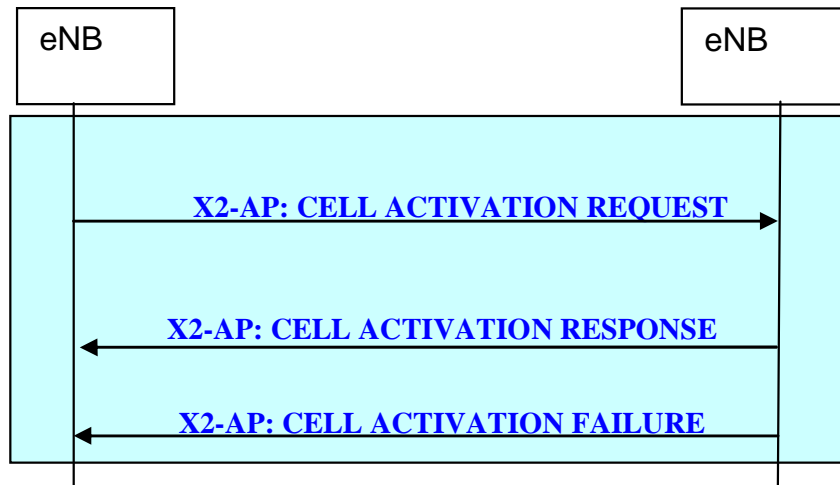 eNB
eNB
X2-AP: CELL ACTIVATION REQUEST
X2-AP: CELL ACTIVATION RESPONSE
X2-AP: CELL ACTIVATION FAILURE